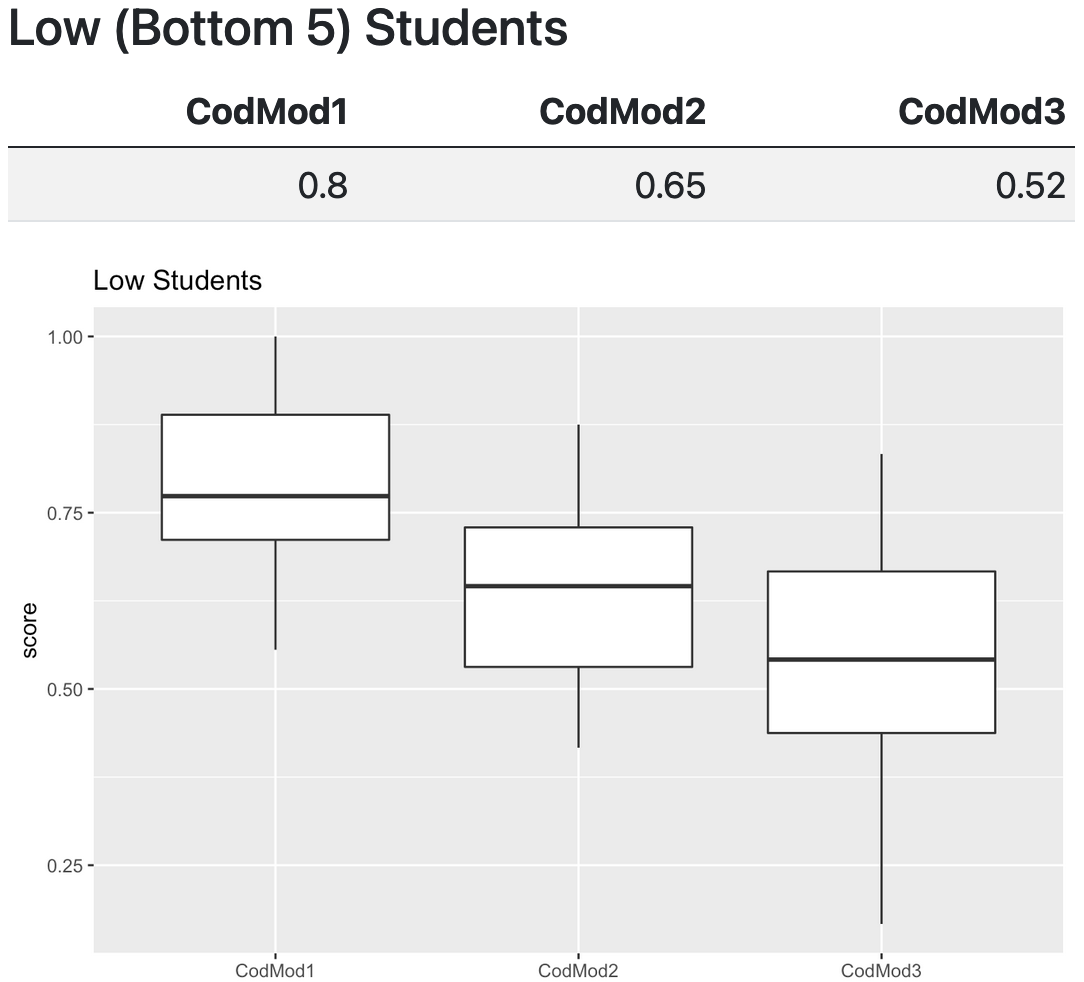 Low (Bottom 5) Students
CodMod1 CodMod2 CodMod3
0.8 0.65 0.52
Low Students
1.00
0.75
0.50
0.25
score
CodMod1 CodMod2 CodMod3